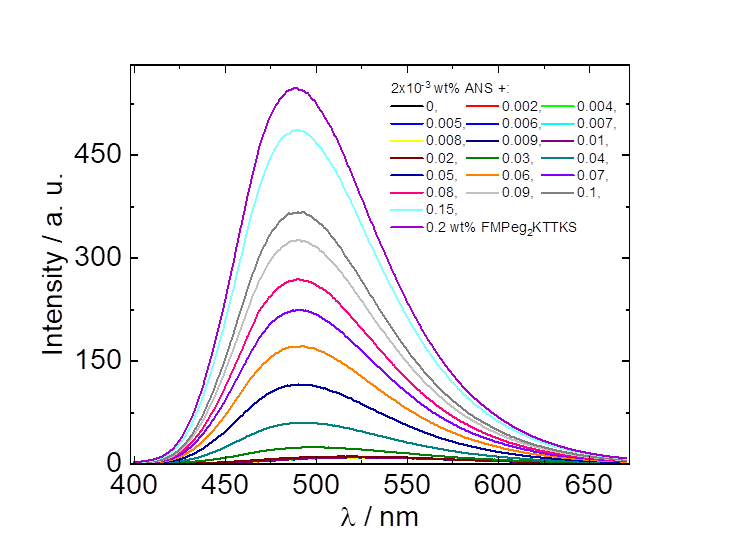 2x10-3 wt% ANS +:
0, 0.002, 0.004,
0.005, 0.006, 0.007,
0.008, 0.009, 0.01,
0.02, 0.03, 0.04,
0.05, 0.06, 0.07,
0.08, 0.09, 0.1,
0.15,
0.2 wt% FMPeg2KTTKS
450
300
150
0
Intensity / a. u.
400 450 500 550 600 650
λ / nm